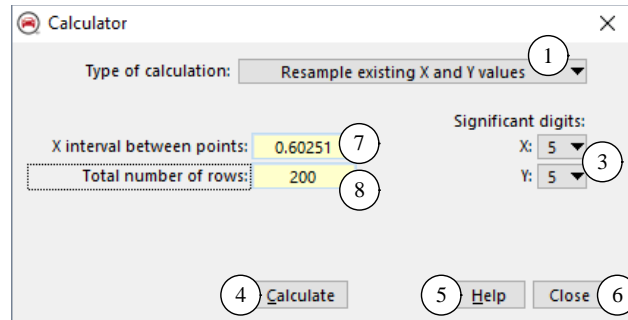 Calculator
1
Type of calculation: Resample existing X and Y values
Significant digits:
X interval between points: 0.60251 7 X: 5
3
Total number of rows: 200 8 Y: 5
4 Calculate 5 Help Close 6